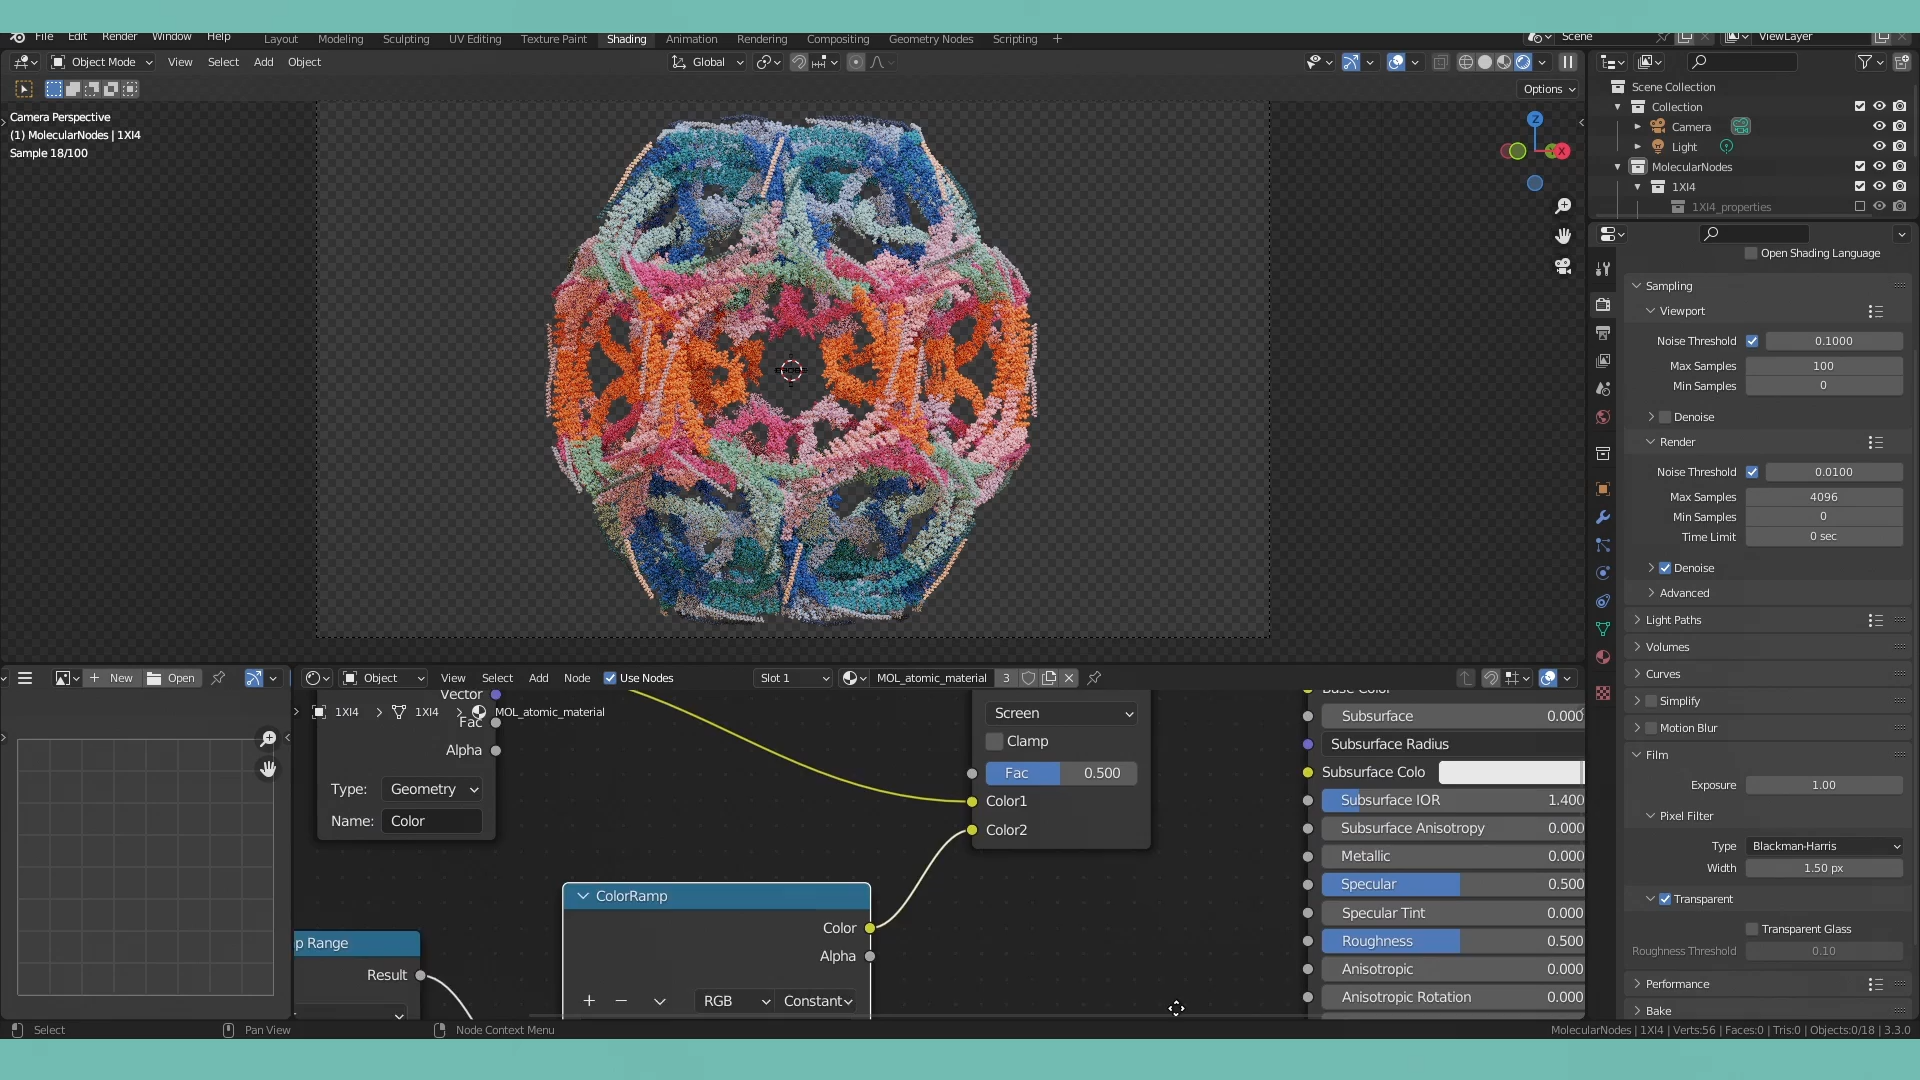 File Edit Render Window Help Layout Modeling Sculpting UV Editing Texture Paint Shading Animation Rendering Compositing Geometry Nodes Scripting + Scene ViewLayer
Object Mode View Select Add Object Global
Options
Camera Perspective
(1) MolecularNodes | 1XI4
Sample 18/100
Z
X
Scene Collection
Collection
Camera
Light
MolecularNodes
1XI4
1XI4_properties
Open Shading Language
Sampling
Viewport
Noise Threshold 0.1000
Max Samples 100
Min Samples 0
Denoise
Render
Noise Threshold 0.0100
Max Samples 4096
Min Samples 0
Time Limit 0 sec
Denoise
Advanced
Light Paths
Volumes
Curves
Simplify
Motion Blur
Film
Exposure 1.00
Pixel Filter
Type Blackman-Harris
Width 1.50 px
Transparent
Transparent Glass
Roughness Threshold 0.10
Performance
Bake
+ New Open
Object View Select Add Node Use Nodes Slot 1 MOL_atomic_material 3
1XI4 > 1XI4 > MOL_atomic_material
Vector
Fac
Alpha
Type: Geometry
Name: Color
Screen
Clamp
Fac 0.500
Color1
Color2
ColorRamp
Color
Alpha
+ − RGB Constant
p Range
Result
Base Color
Subsurface 0.000
Subsurface Radius
Subsurface Colo
Subsurface IOR 1.400
Subsurface Anisotropy 0.000
Metallic 0.000
Specular 0.500
Specular Tint 0.000
Roughness 0.500
Anisotropic 0.000
Anisotropic Rotation 0.000
Select Pan View Node Context Menu
MolecularNodes | 1XI4 | Verts:56 | Faces:0 | Tris:0 | Objects:0/18 | 3.3.0